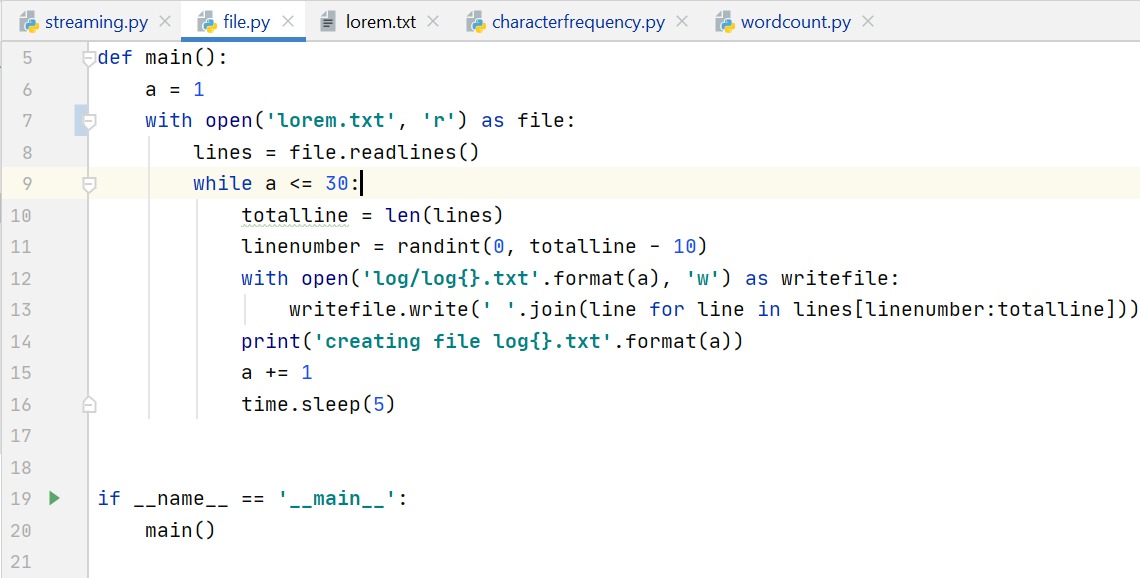 streaming.py file.py lorem.txt characterfrequency.py wordcount.py
5 def main():
6     a = 1
7     with open('lorem.txt', 'r') as file:
8         lines = file.readlines()
9         while a <= 30:
10             totalline = len(lines)
11             linenumber = randint(0, totalline - 10)
12             with open('log/log{}.txt'.format(a), 'w') as writefile:
13                 writefile.write(' '.join(line for line in lines[linenumber:totalline]))
14             print('creating file log{}.txt'.format(a))
15             a += 1
16             time.sleep(5)
17
18
19 if __name__ == '__main__':
20     main()
21